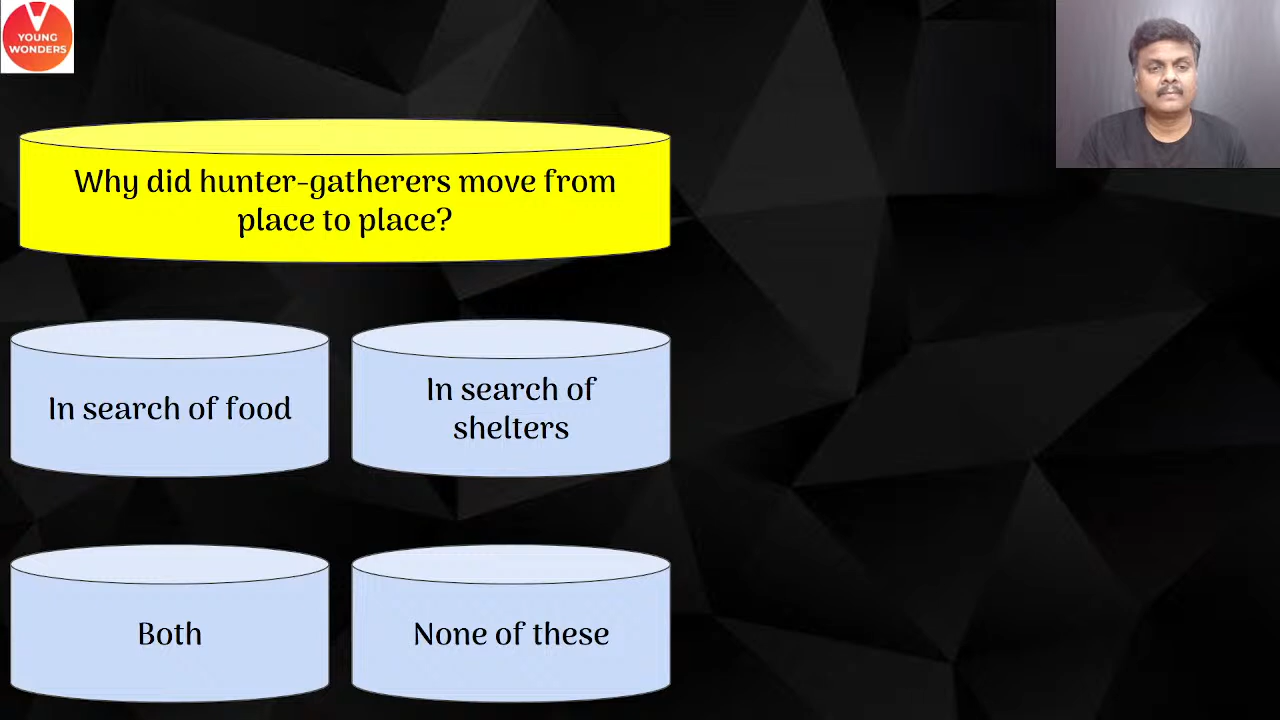 YOUNG
WONDERS
Why did hunter-gatherers move from
place to place?
In search of food
In search of
shelters
Both
None of these